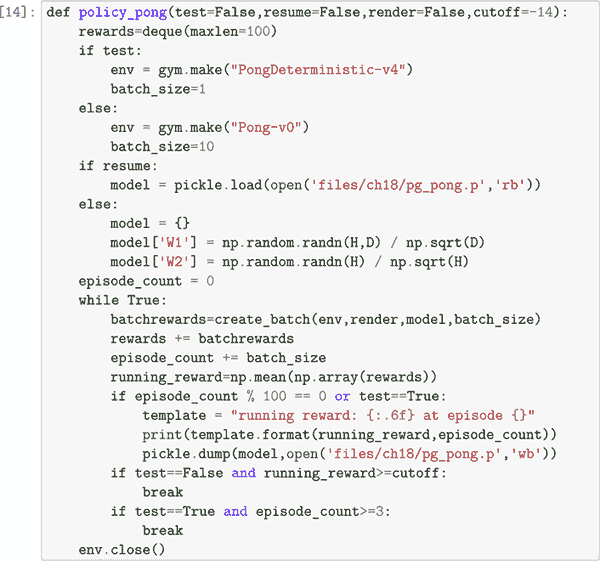 [14]: def policy_pong(test=False,resume=False,render=False,cutoff=-14):
    rewards=deque(maxlen=100)
    if test:
        env = gym.make("PongDeterministic-v4")
        batch_size=1
    else:
        env = gym.make("Pong-v0")
        batch_size=10
    if resume:
        model = pickle.load(open('files/ch18/pg_pong.p','rb'))
    else:
        model = {}
        model['W1'] = np.random.randn(H,D) / np.sqrt(D)
        model['W2'] = np.random.randn(H) / np.sqrt(H)
    episode_count = 0
    while True:
        batchrewards=create_batch(env,render,model,batch_size)
        rewards += batchrewards
        episode_count += batch_size
        running_reward=np.mean(np.array(rewards))
        if episode_count % 100 == 0 or test==True:
            template = "running reward: {:.6f} at episode {}"
            print(template.format(running_reward,episode_count))
            pickle.dump(model,open('files/ch18/pg_pong.p','wb'))
        if test==False and running_reward>=cutoff:
            break
        if test==True and episode_count>=3:
            break
    env.close()